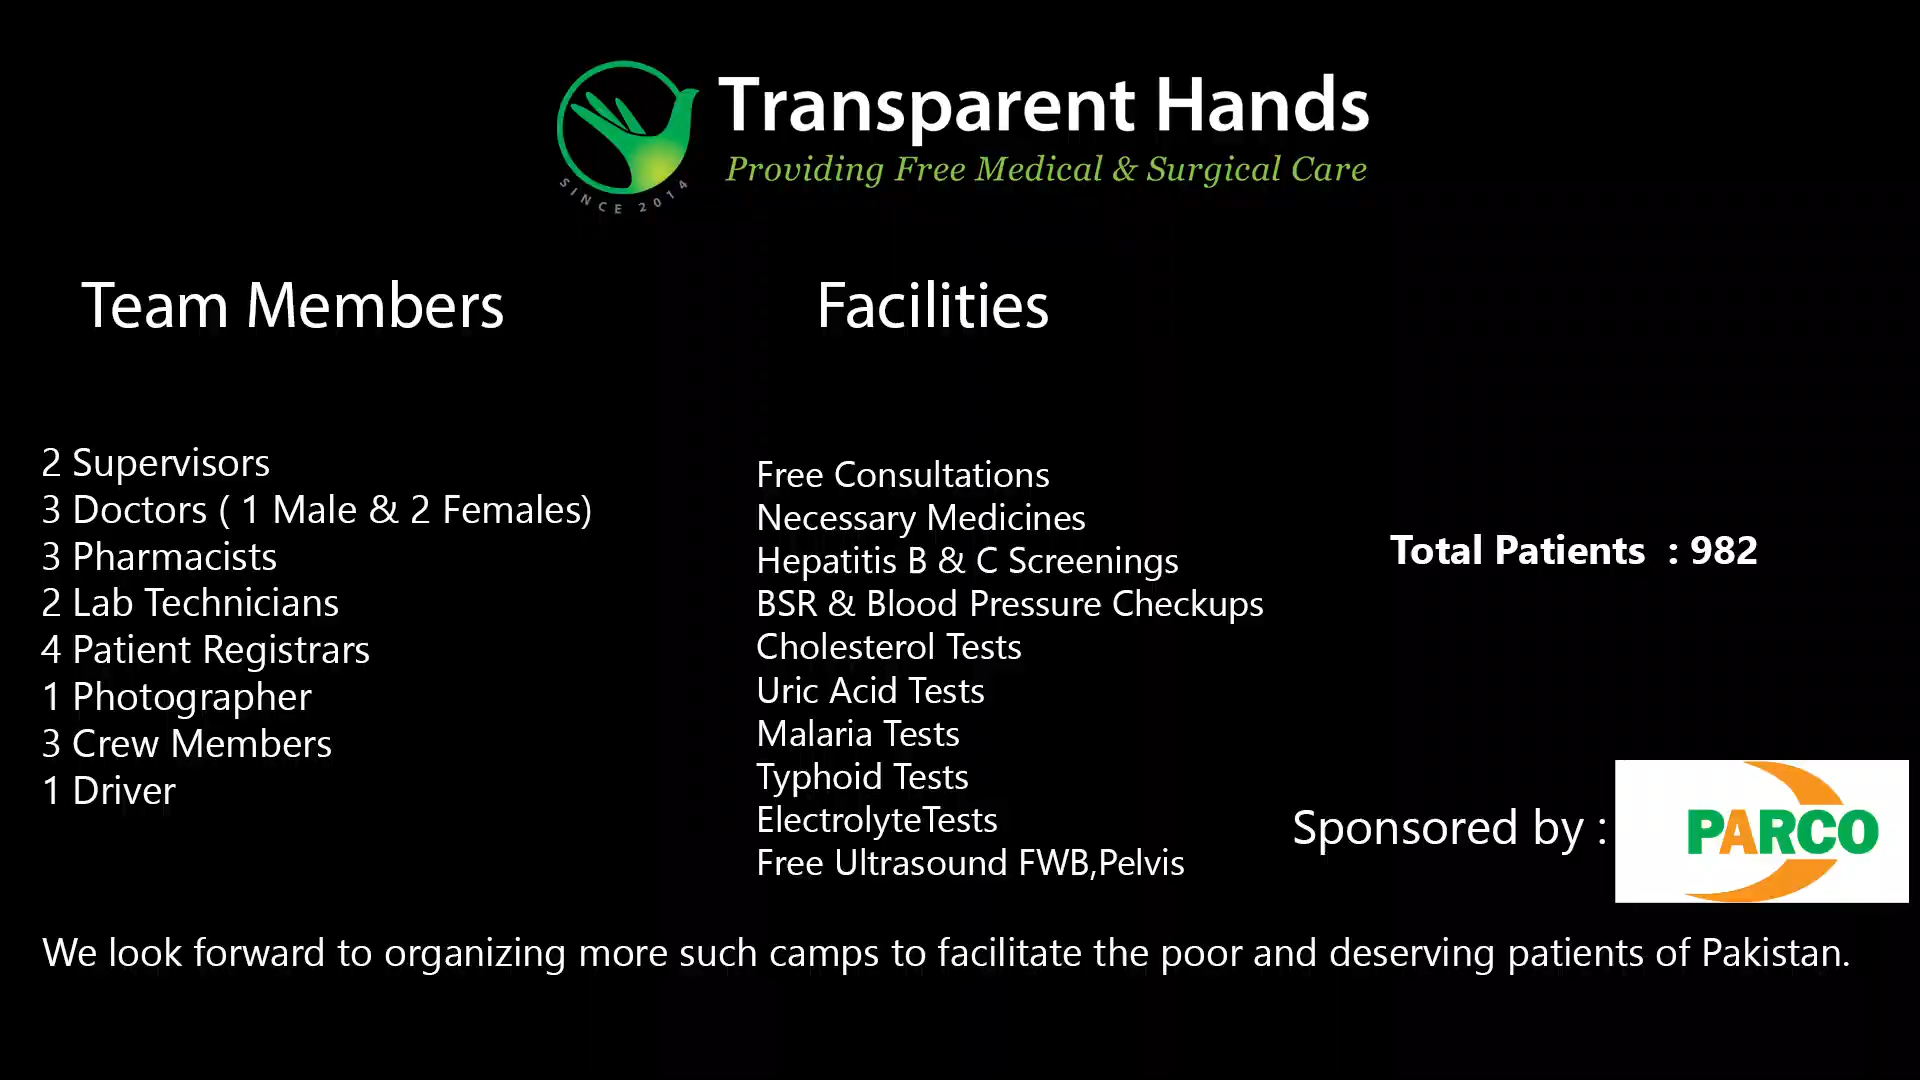 Transparent Hands
Providing Free Medical & Surgical Care
SINCE 2014
Team Members
2 Supervisors
3 Doctors ( 1 Male & 2 Females)
3 Pharmacists
2 Lab Technicians
4 Patient Registrars
1 Photographer
3 Crew Members
1 Driver
Facilities
Free Consultations
Necessary Medicines
Hepatitis B & C Screenings
BSR & Blood Pressure Checkups
Cholesterol Tests
Uric Acid Tests
Malaria Tests
Typhoid Tests
ElectrolyteTests
Free Ultrasound FWB,Pelvis
Total Patients : 982
Sponsored by :
PARCO
We look forward to organizing more such camps to facilitate the poor and deserving patients of Pakistan.